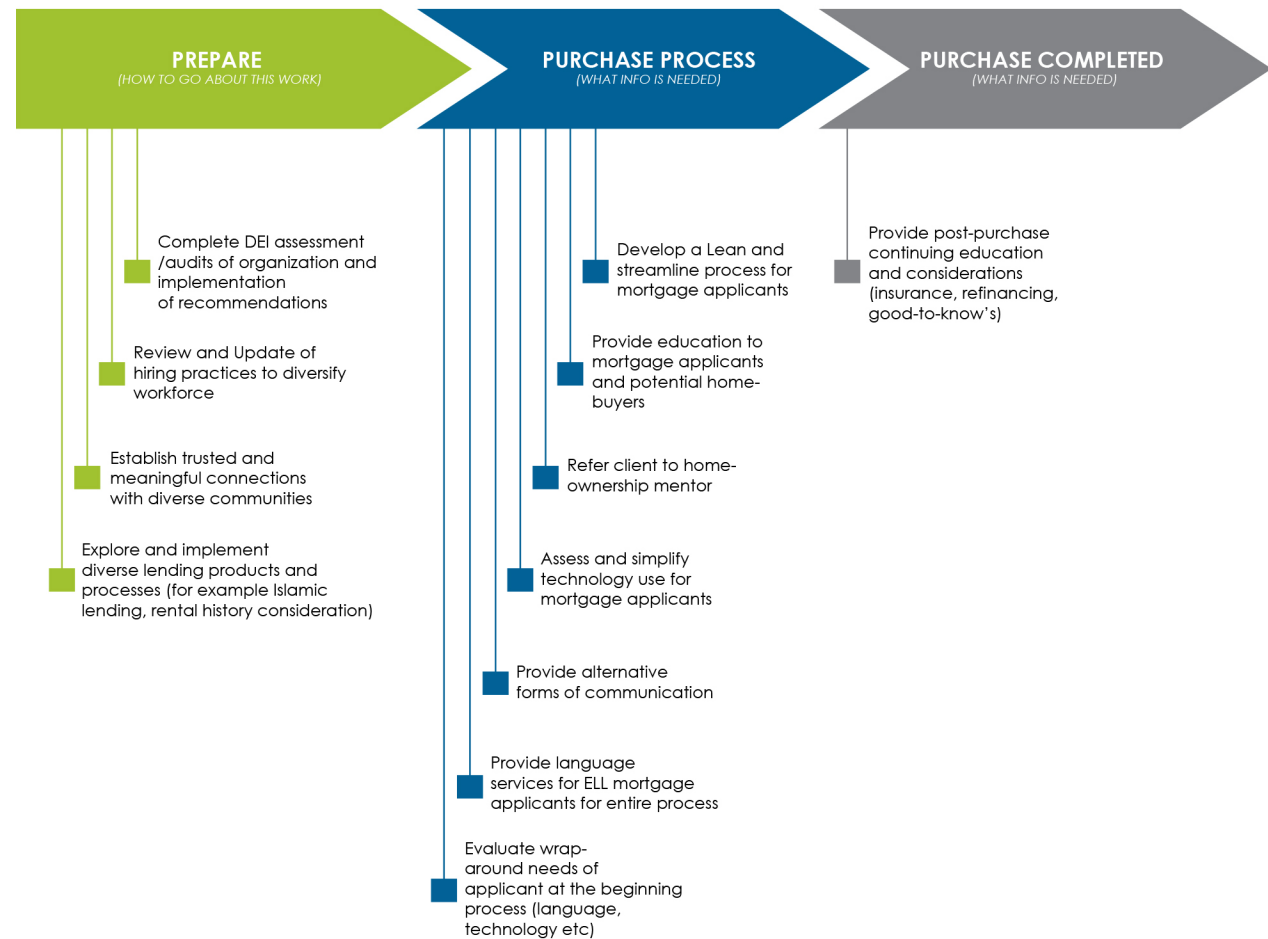 PREPARE
(HOW TO GO ABOUT THIS WORK)
PURCHASE PROCESS
(WHAT INFO IS NEEDED)
PURCHASE COMPLETED
(WHAT INFO IS NEEDED)
Complete DEI assessment
/audits of organization and
implementation
of recommendations
Review and Update of
hiring practices to diversify
workforce
Establish trusted and
meaningful connections
with diverse communities
Explore and implement
diverse lending products and
processes (for example Islamic
lending, rental history consideration)
Develop a Lean and
streamline process for
mortgage applicants
Provide education to
mortgage applicants
and potential home-
buyers
Refer client to home-
ownership mentor
Assess and simplify
technology use for
mortgage applicants
Provide alternative
forms of communication
Provide language
services for ELL mortgage
applicants for entire process
Evaluate wrap-
around needs of
applicant at the beginning
process (language,
technology etc)
Provide post-purchase
continuing education
and considerations
(insurance, refinancing,
good-to-know’s)